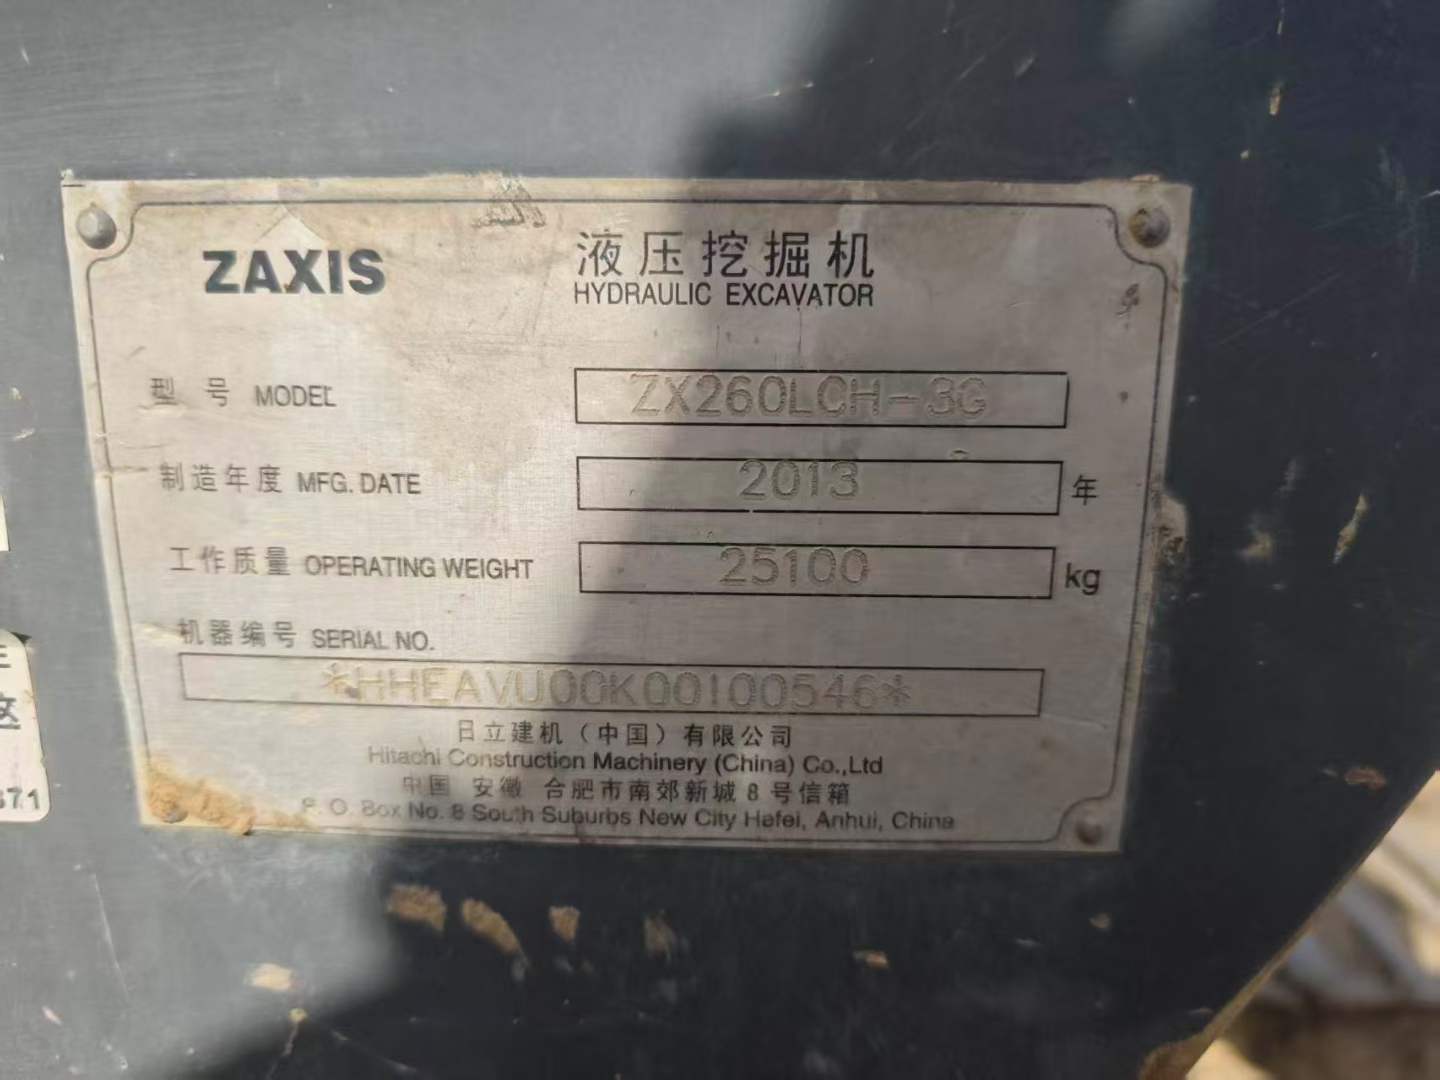 ZAXIS 液压挖掘机
HYDRAULIC EXCAVATOR
型号 MODEL ZX260LCH-3G
制造年度 MFG. DATE 2013 年
工作质量 OPERATING WEIGHT 25100 kg
机器编号 SERIAL NO.
*HHEAVU00K00100546*
日立建机（中国）有限公司
Hitachi Construction Machinery (China) Co.,Ltd
中国 安徽 合肥市南郊新城8号信箱
P. O. Box No. 8 South Suburbs New City Hefei, Anhui, China
这
371